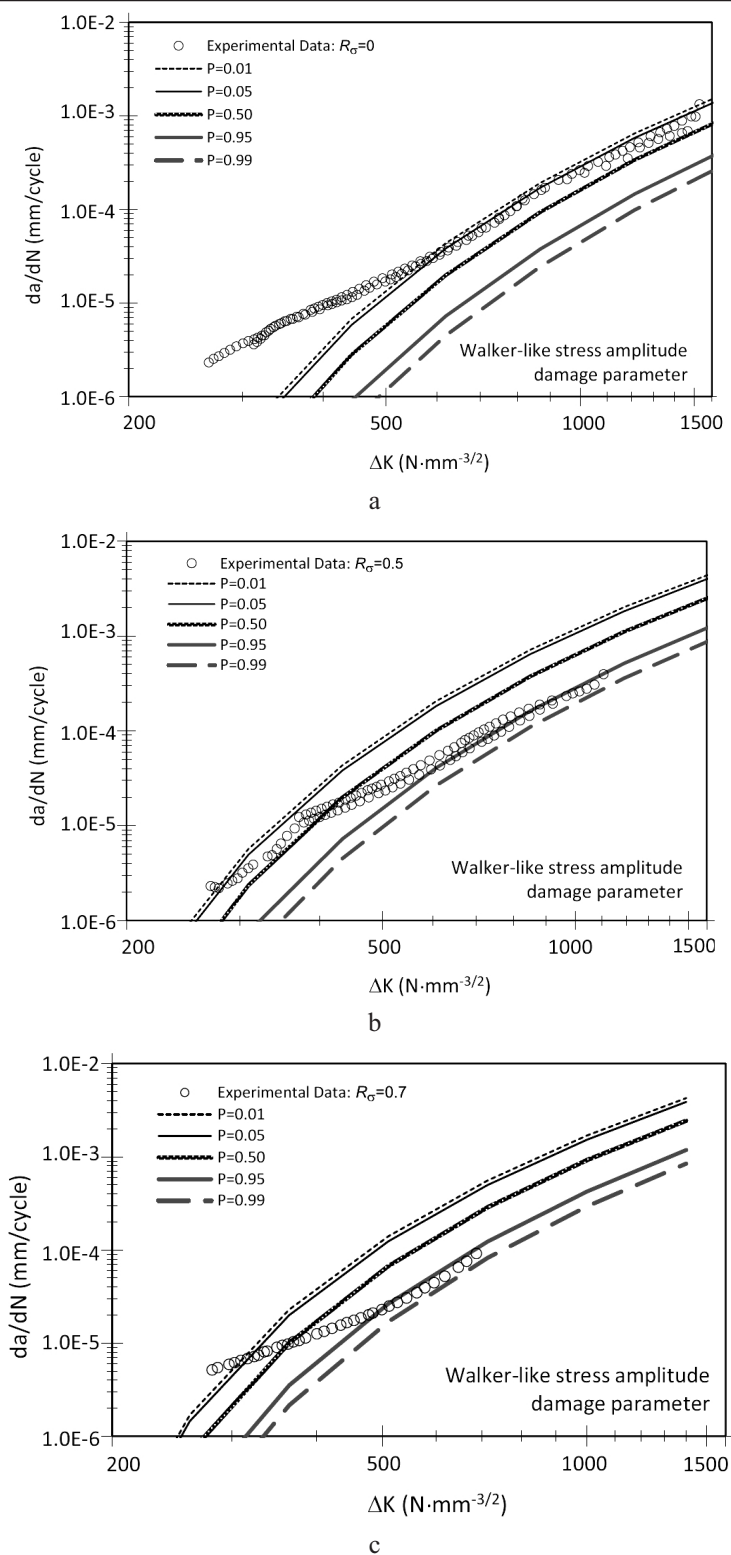 1.0E-2
1.0E-3
1.0E-4
1.0E-5
1.0E-6
da/dN (mm/cycle)
Experimental Data: Rσ=0
P=0.01
P=0.05
P=0.50
P=0.95
P=0.99
Walker-like stress amplitude
damage parameter
200 500 1000 1500
ΔK (N·mm-3/2)
a
1.0E-2
1.0E-3
1.0E-4
1.0E-5
1.0E-6
da/dN (mm/cycle)
Experimental Data: Rσ=0.5
P=0.01
P=0.05
P=0.50
P=0.95
P=0.99
Walker-like stress amplitude
damage parameter
200 500 1000 1500
ΔK (N·mm-3/2)
b
1.0E-2
1.0E-3
1.0E-4
1.0E-5
1.0E-6
da/dN (mm/cycle)
Experimental Data: Rσ=0.7
P=0.01
P=0.05
P=0.50
P=0.95
P=0.99
Walker-like stress amplitude
damage parameter
200 500 1000 1500
ΔK (N·mm-3/2)
c